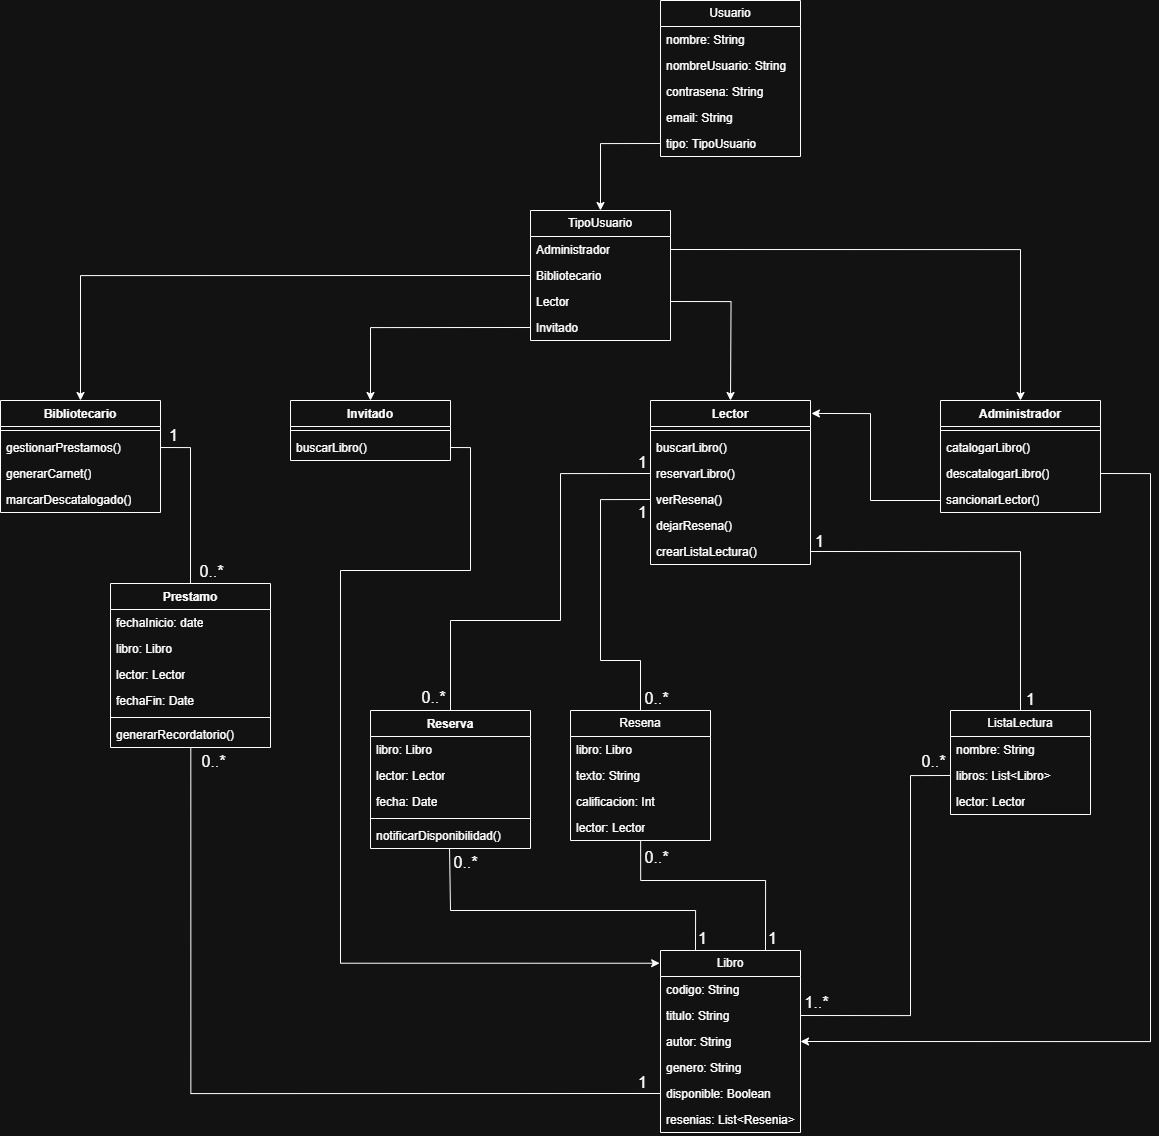 Usuario
nombre: String
nombreUsuario: String
contrasena: String
email: String
tipo: TipoUsuario
TipoUsuario
Administrador
Bibliotecario
Lector
Invitado
Bibliotecario
gestionarPrestamos()
generarCarnet()
marcarDescatalogado()
1
Invitado
buscarLibro()
Lector
buscarLibro()
reservarLibro()
verResena()
dejarResena()
crearListaLectura()
1
1
1
Administrador
catalogarLibro()
descatalogarLibro()
sancionarLector()
0..*
Prestamo
fechaInicio: date
libro: Libro
lector: Lector
fechaFin: Date
generarRecordatorio()
0..*
0..*
Reserva
libro: Libro
lector: Lector
fecha: Date
notificarDisponibilidad()
0..*
0..*
Resena
libro: Libro
texto: String
calificacion: Int
lector: Lector
0..*
1
ListaLectura
nombre: String
libros: List<Libro>
lector: Lector
0..*
1
1
Libro
codigo: String
titulo: String
autor: String
genero: String
disponible: Boolean
resenias: List<Resenia>
1..*
1